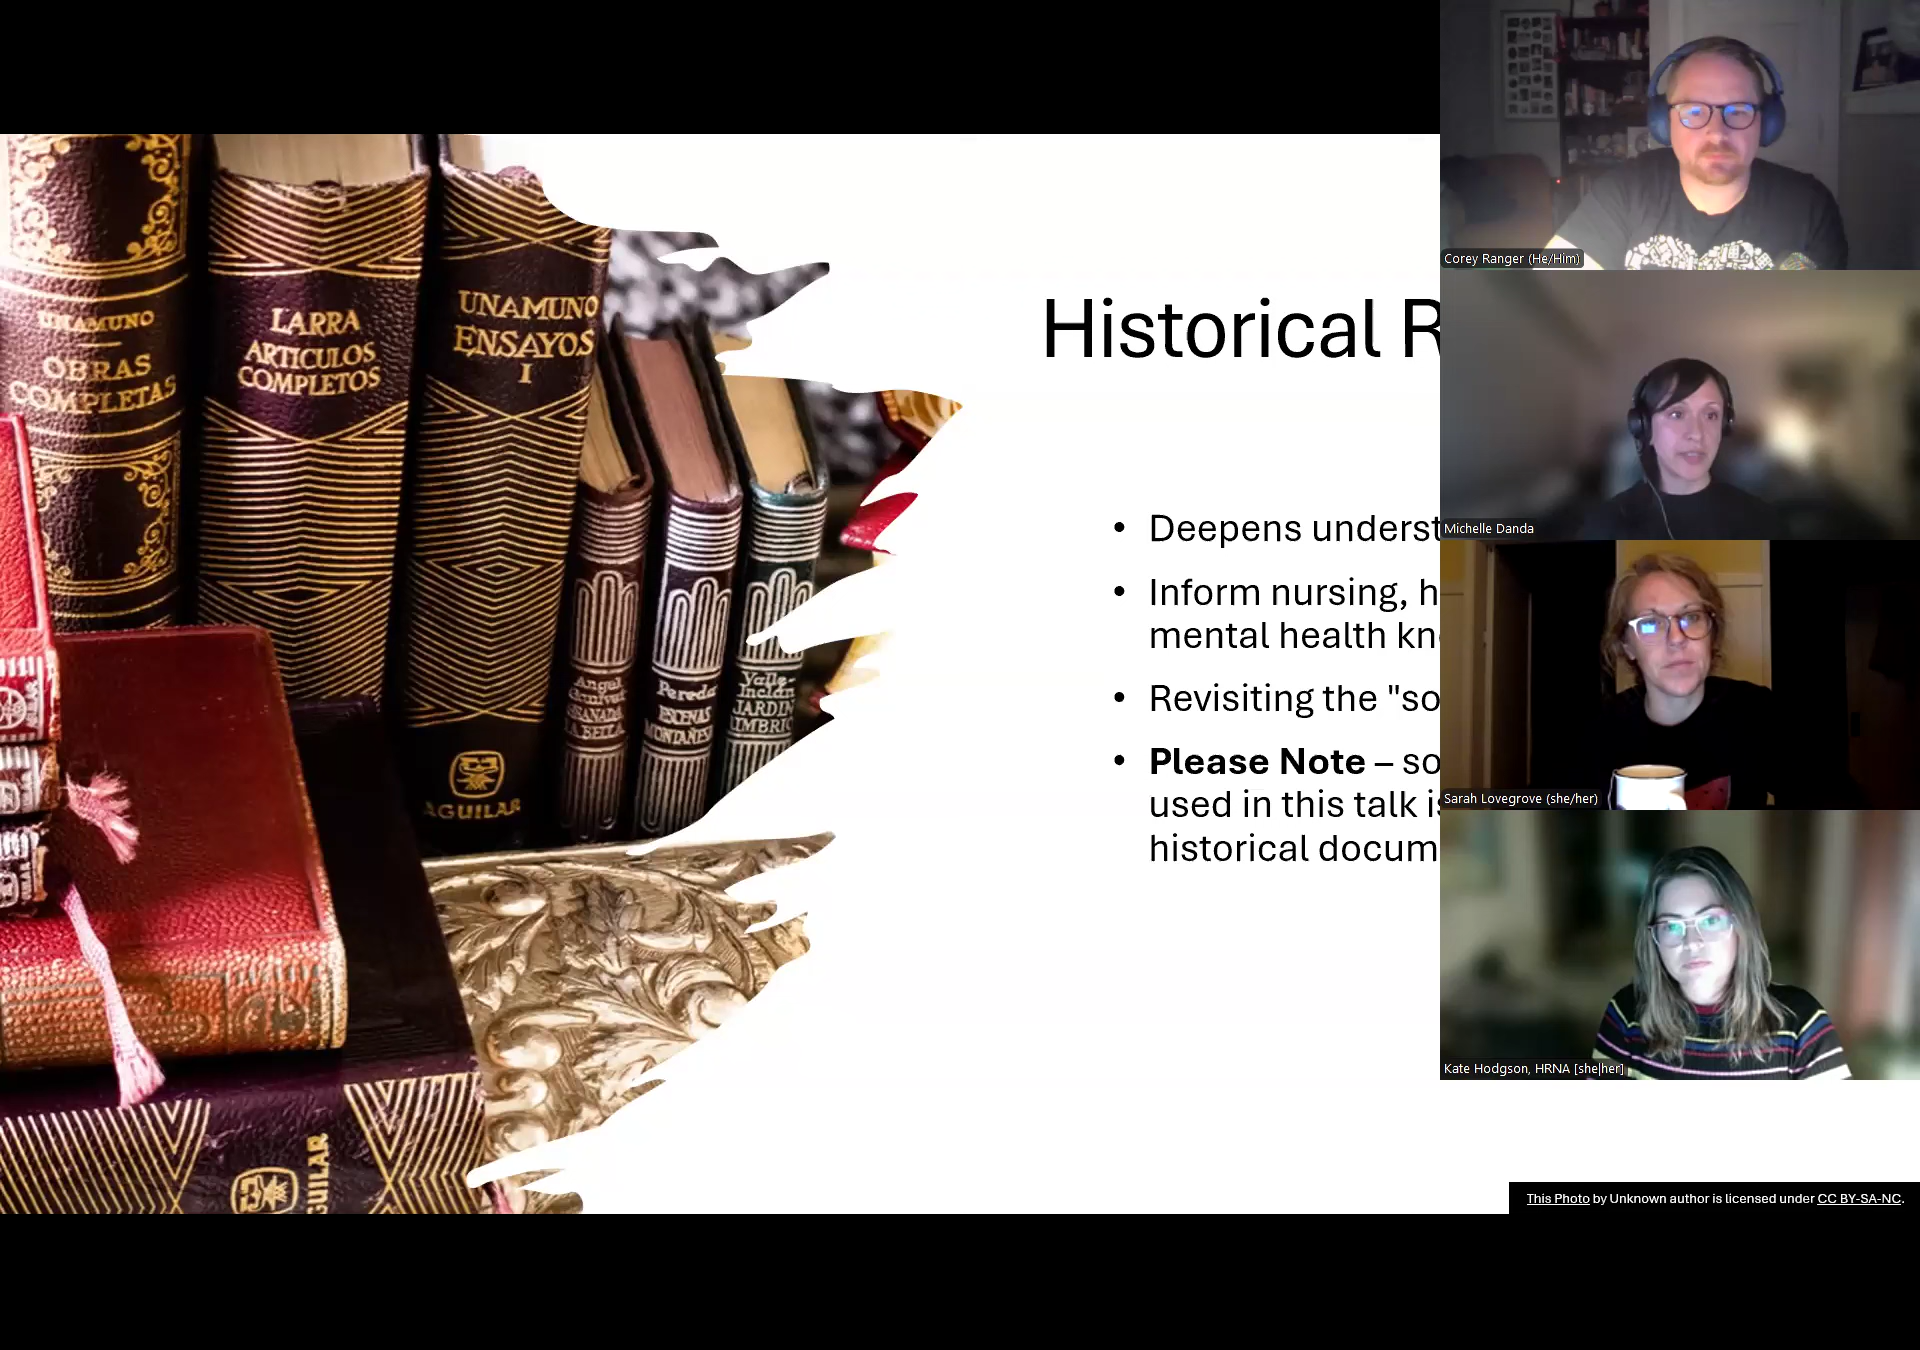 UNAMUNO
OBRAS
COMPLETAS
LARRA
ARTICULOS
COMPLETOS
UNAMUNO
ENSAYOS
I
AGUILAR
Angel
Pereda
ESCENAS
MONTAÑESAS
Valle-
Inclán
JARDIN
UMBRIO
Historical R
• Deepens underst
• Inform nursing, h
mental health kn
• Revisiting the "so
• Please Note – so
used in this talk is
historical docum
Corey Ranger (He/Him)
Michelle Danda
Sarah Lovegrove (she/her)
Kate Hodgson, HRNA [she|her]
This Photo by Unknown author is licensed under CC BY-SA-NC.